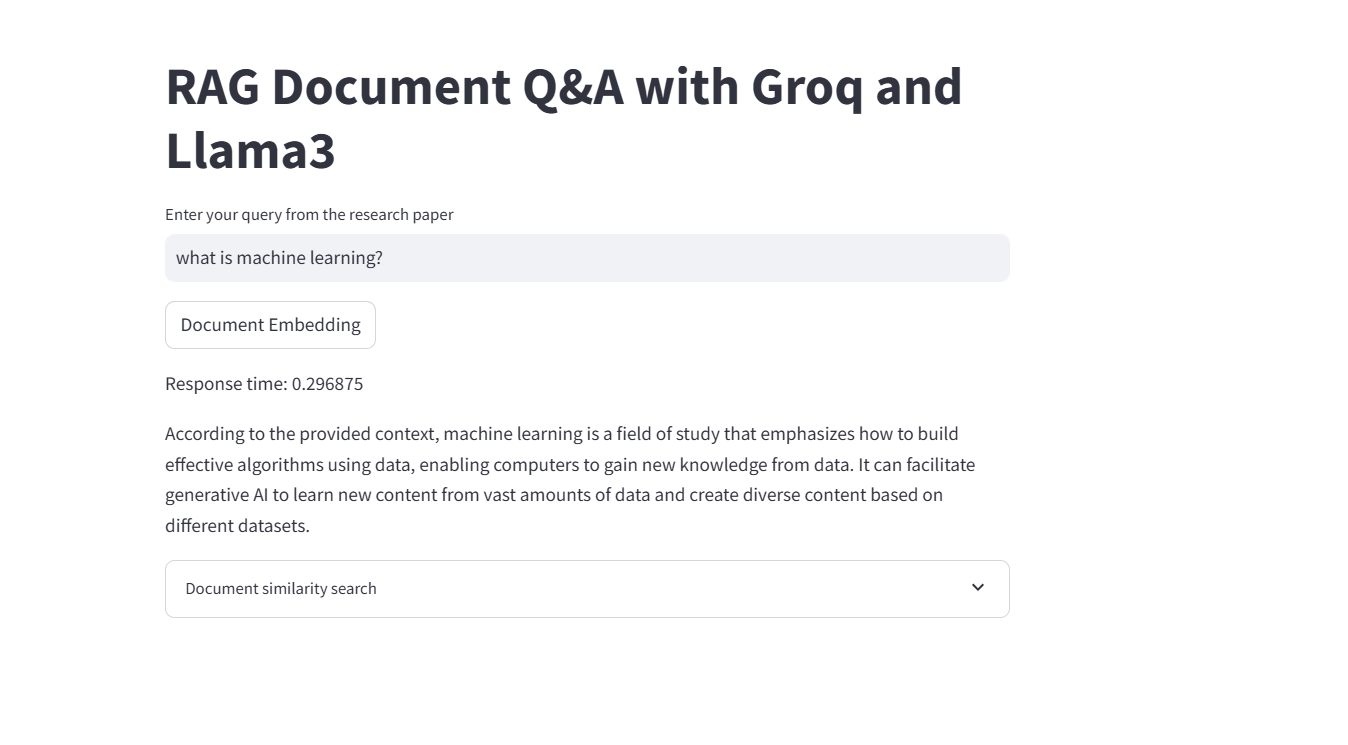 RAG Document Q&A with Groq and
Llama3
Enter your query from the research paper
what is machine learning?
Document Embedding
Response time: 0.296875
According to the provided context, machine learning is a field of study that emphasizes how to build
effective algorithms using data, enabling computers to gain new knowledge from data. It can facilitate
generative AI to learn new content from vast amounts of data and create diverse content based on
different datasets.
Document similarity search